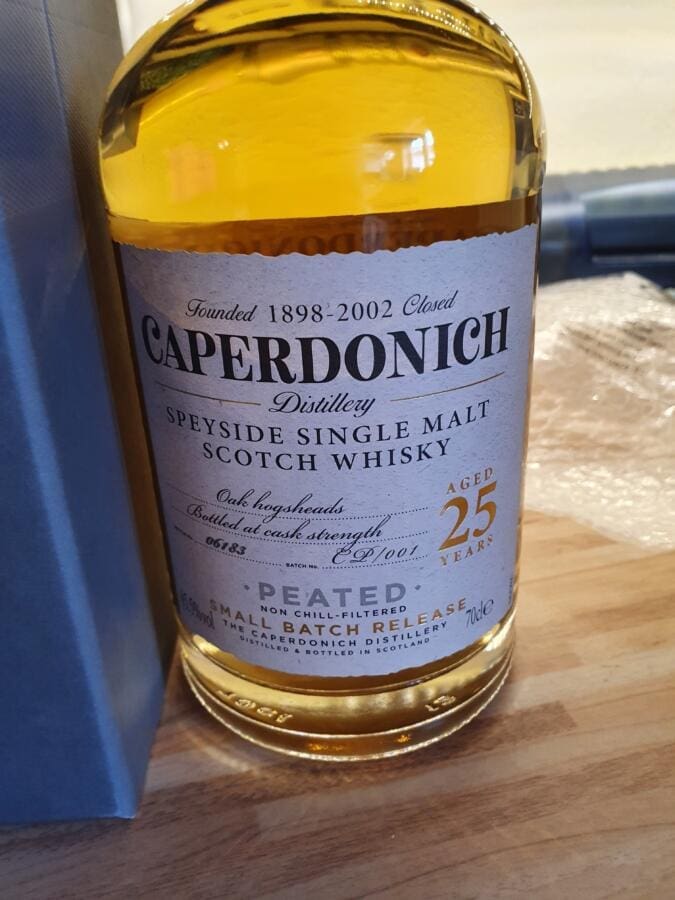 Founded 1898-2002 Closed
CAPERDONICH
Distillery
SPEYSIDE SINGLE MALT
SCOTCH WHISKY
AGED
25
YEARS
Oak hogsheads
Bottled at cask strength
06183 BATCH No. CP/001
·PEATED·
NON CHILL-FILTERED
SMALL BATCH RELEASE
THE CAPERDONICH DISTILLERY
DISTILLED & BOTTLED IN SCOTLAND
70cl e